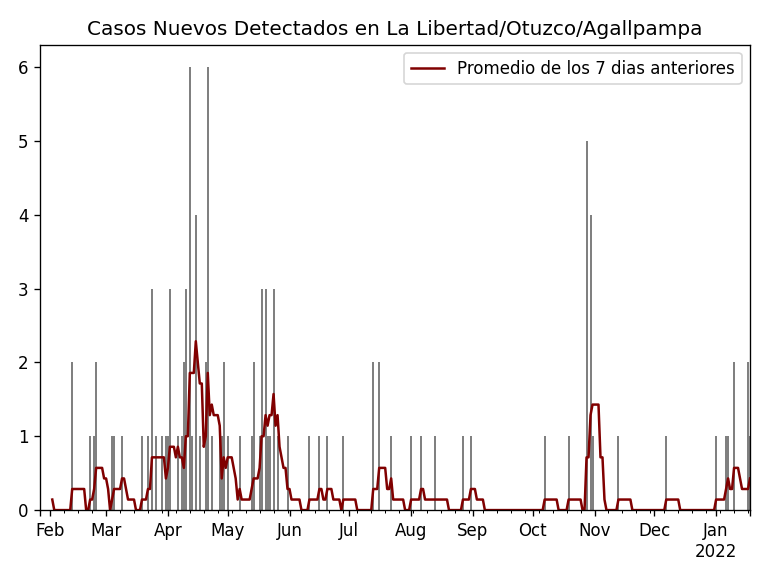 Casos Nuevos Detectados en La Libertad/Otuzco/Agallpampa
Promedio de los 7 dias anteriores
6
5
4
3
2
1
0
Feb Mar Apr May Jun Jul Aug Sep Oct Nov Dec Jan
2022